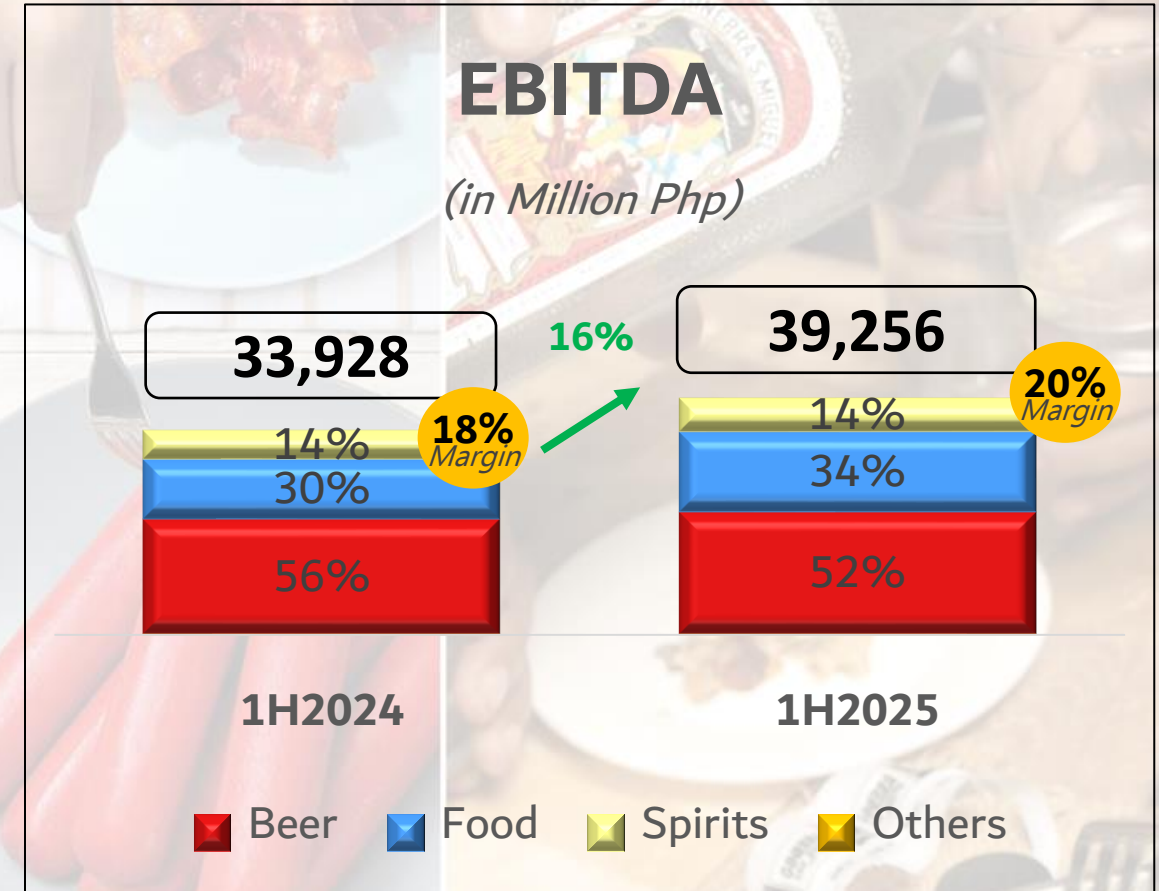 EBITDA
(in Million Php)
33,928
16%
39,256
18%
Margin
20%
Margin
14%
30%
56%
14%
34%
52%
1H2024
1H2025
Beer
Food
Spirits
Others